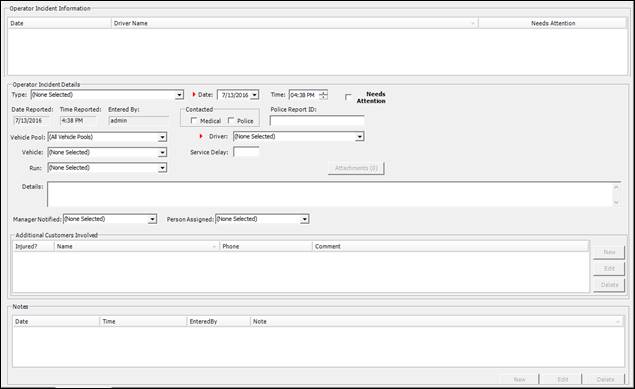 Operator Incident Information
Date Driver Name Needs Attention
Operator Incident Details
Type: (None Selected) Date: 7/13/2016 Time: 04:38 PM Needs Attention
Date Reported: Time Reported: Entered By: Contacted Police Report ID:
7/13/2016 4:38 PM admin Medical Police
Vehicle Pool: (All Vehicle Pools) Driver: (None Selected)
Vehicle: (None Selected) Service Delay:
Run: (None Selected) Attachments (0)
Details:
Manager Notified: (None Selected) Person Assigned: (None Selected)
Additional Customers Involved
Injured? Name Phone Comment
New
Edit
Delete
Notes
Date Time EnteredBy Note
New Edit Delete